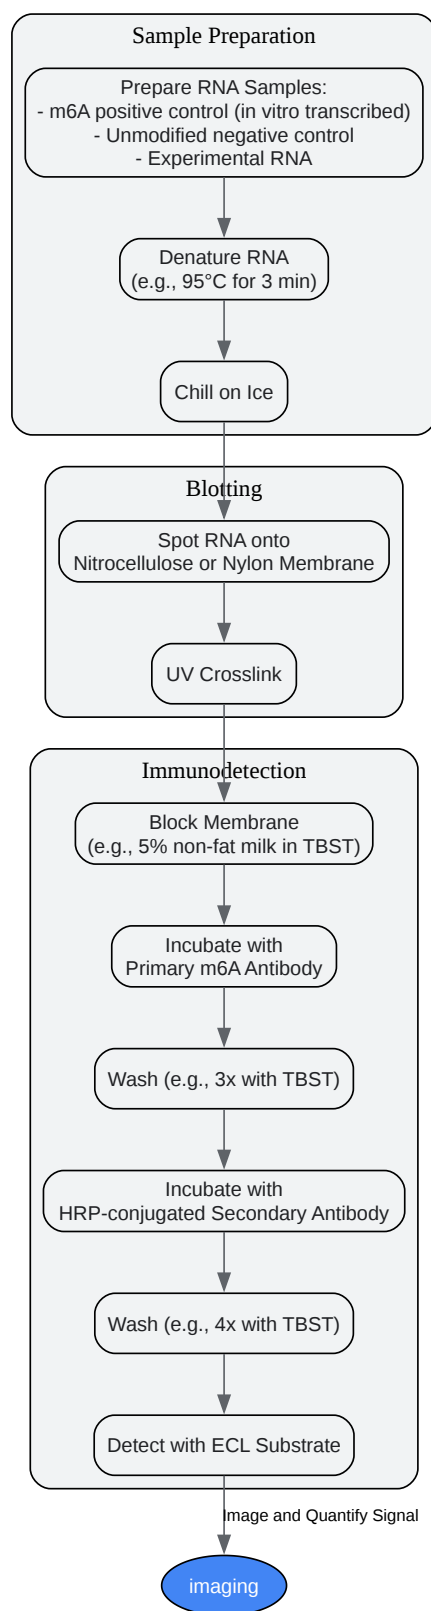 Sample Preparation
Prepare RNA Samples:
- m6A positive control (in vitro transcribed)
- Unmodified negative control
- Experimental RNA
Denature RNA
(e.g., 95°C for 3 min)
Chill on Ice
Blotting
Spot RNA onto
Nitrocellulose or Nylon Membrane
UV Crosslink
Immunodetection
Block Membrane
(e.g., 5% non-fat milk in TBST)
Incubate with
Primary m6A Antibody
Wash (e.g., 3x with TBST)
Incubate with
HRP-conjugated Secondary Antibody
Wash (e.g., 4x with TBST)
Detect with ECL Substrate
Image and Quantify Signal
imaging